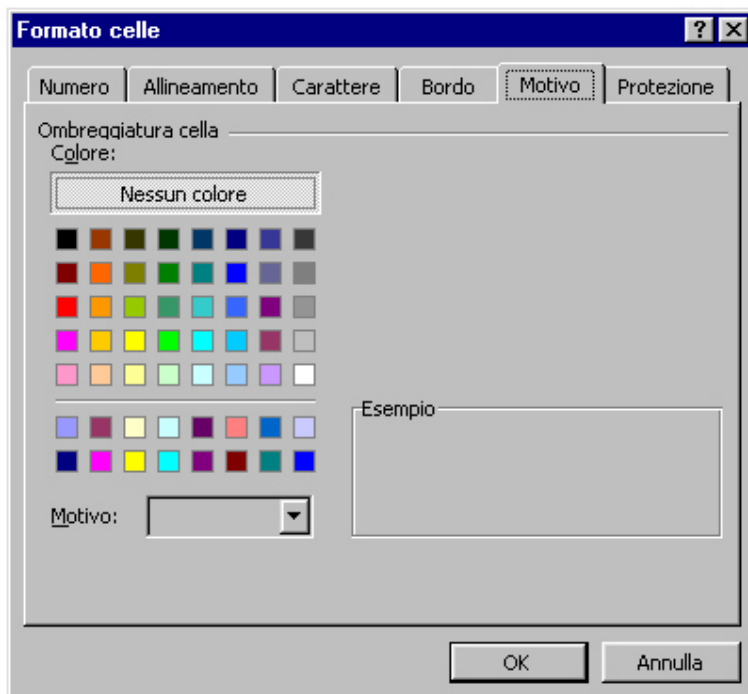 Formato celle
Numero Allineamento Carattere Bordo Motivo Protezione
Ombreggiatura cella
Colore:
Nessun colore
Esempio
Motivo:
OK Annulla